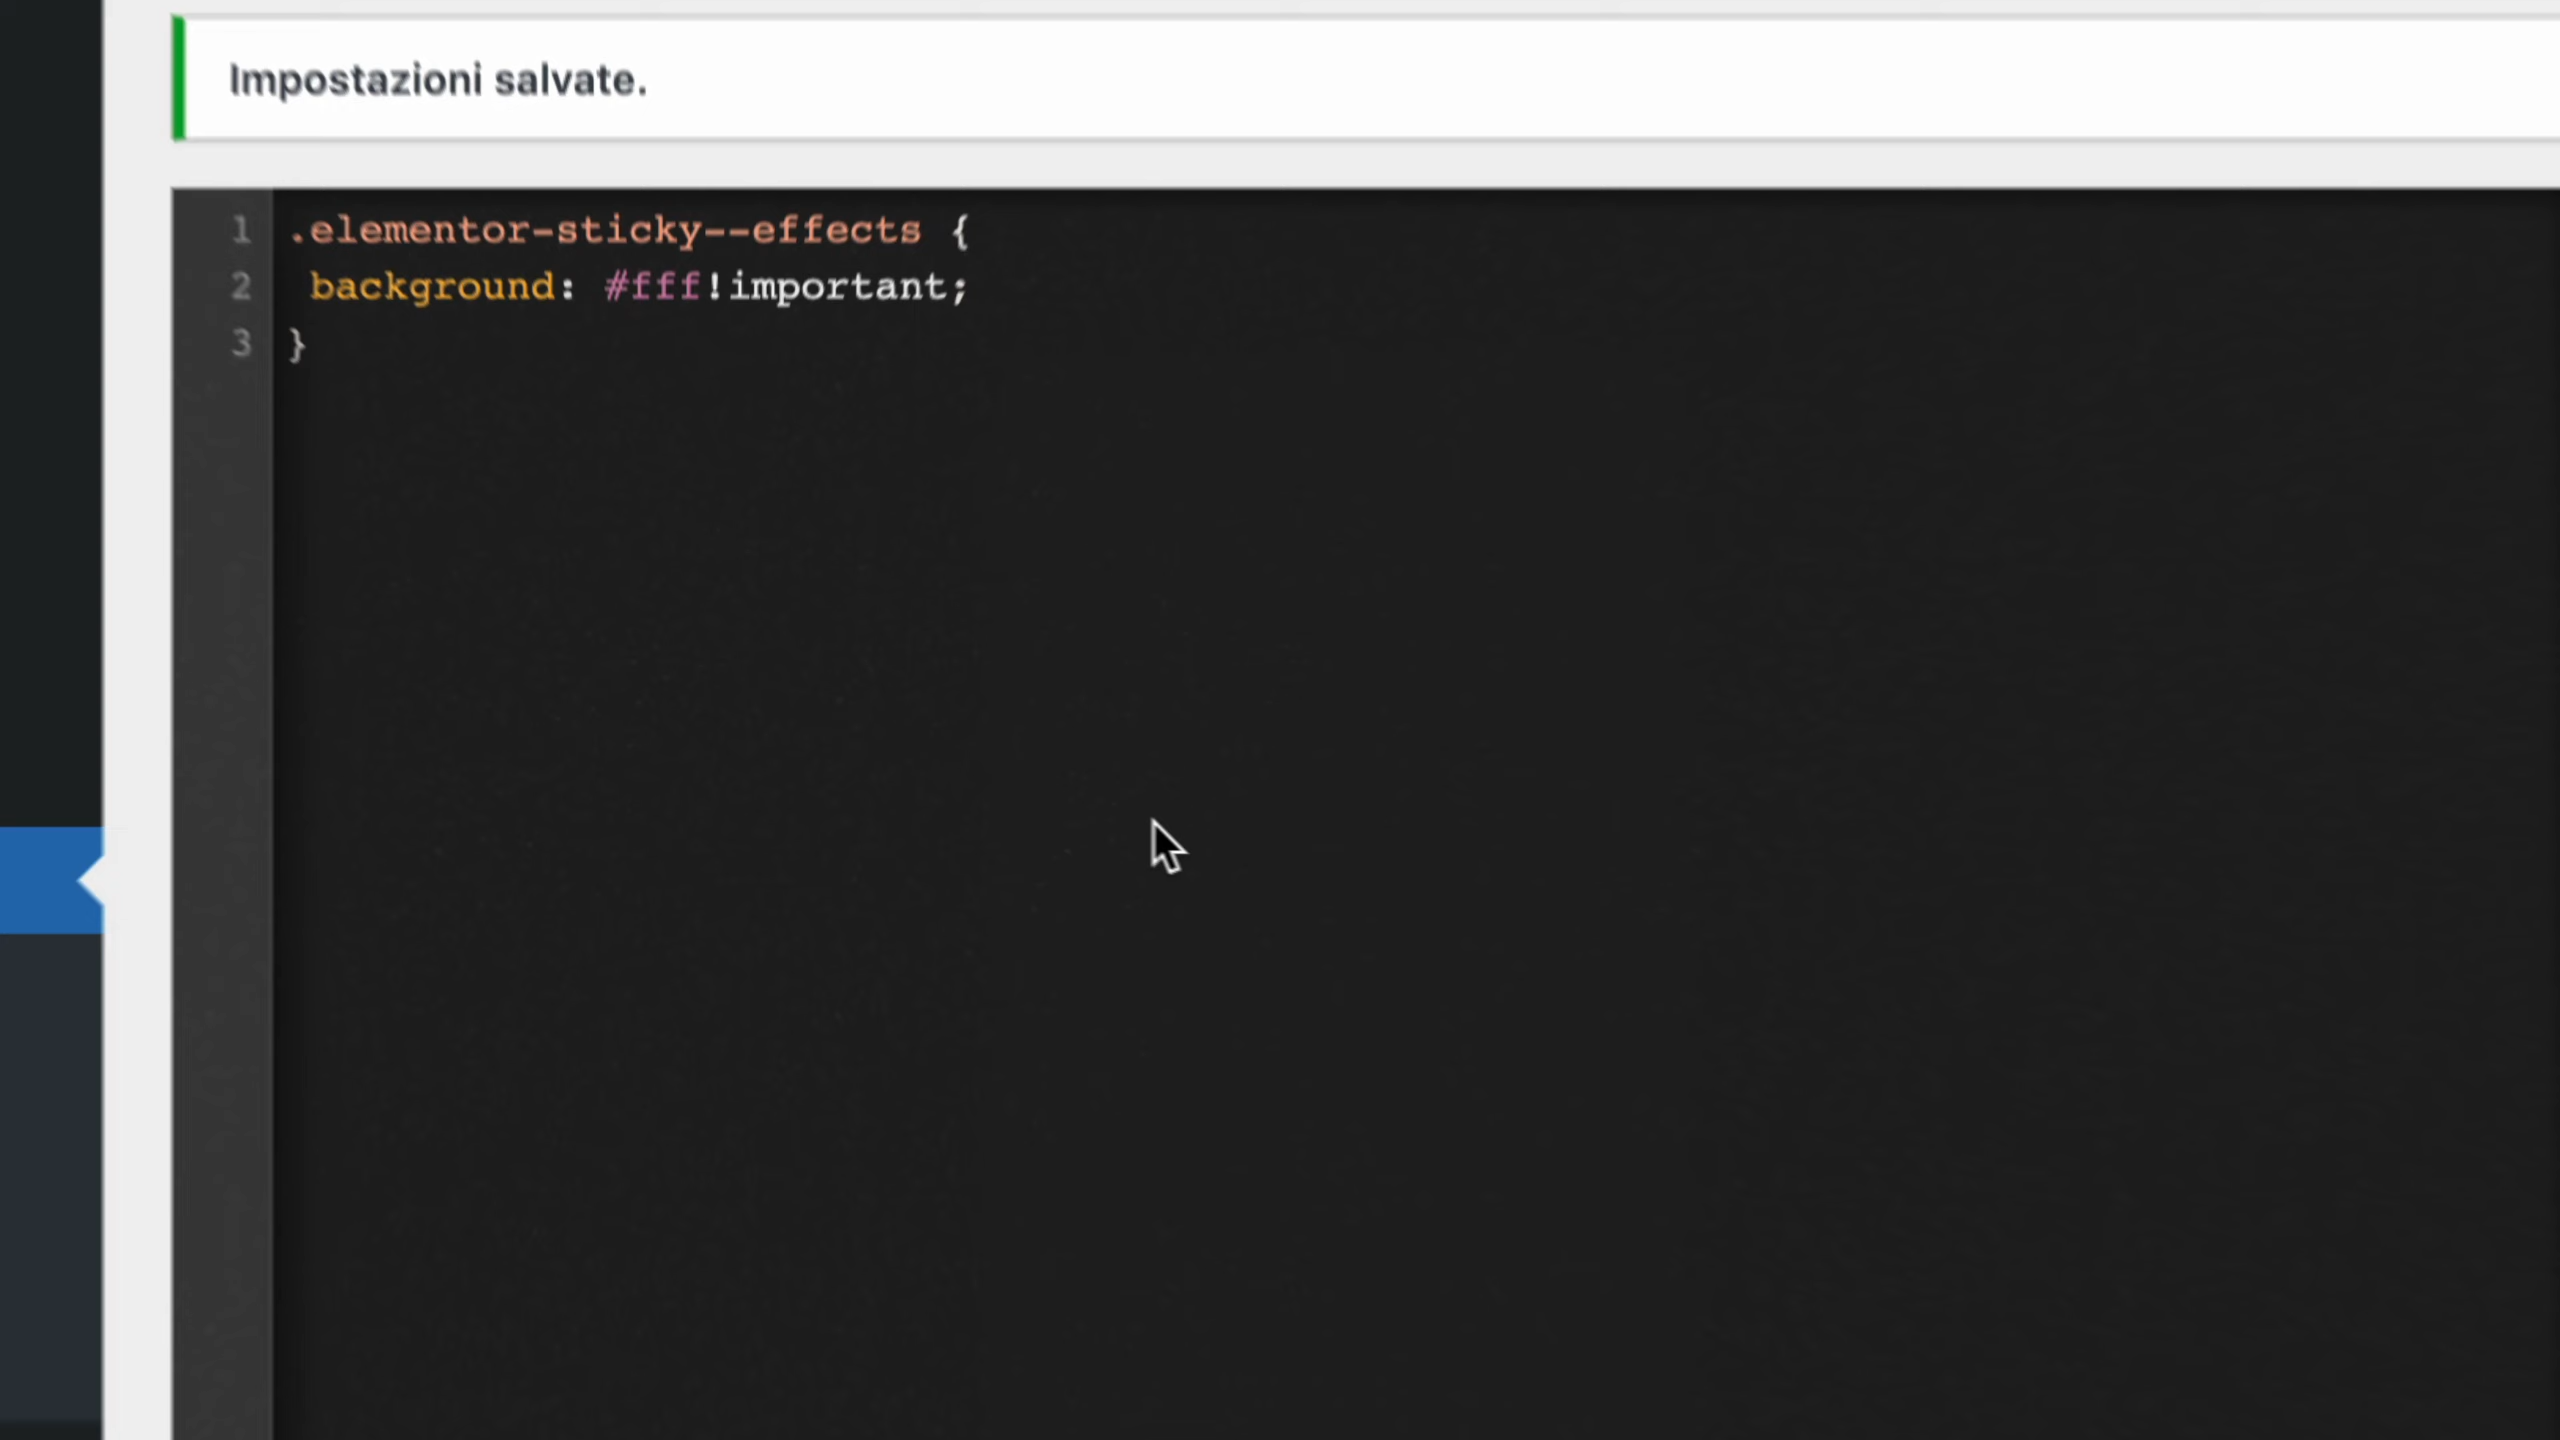 Impostazioni salvate.
1 .elementor-sticky--effects {
2 background: #fff!important;
3 }